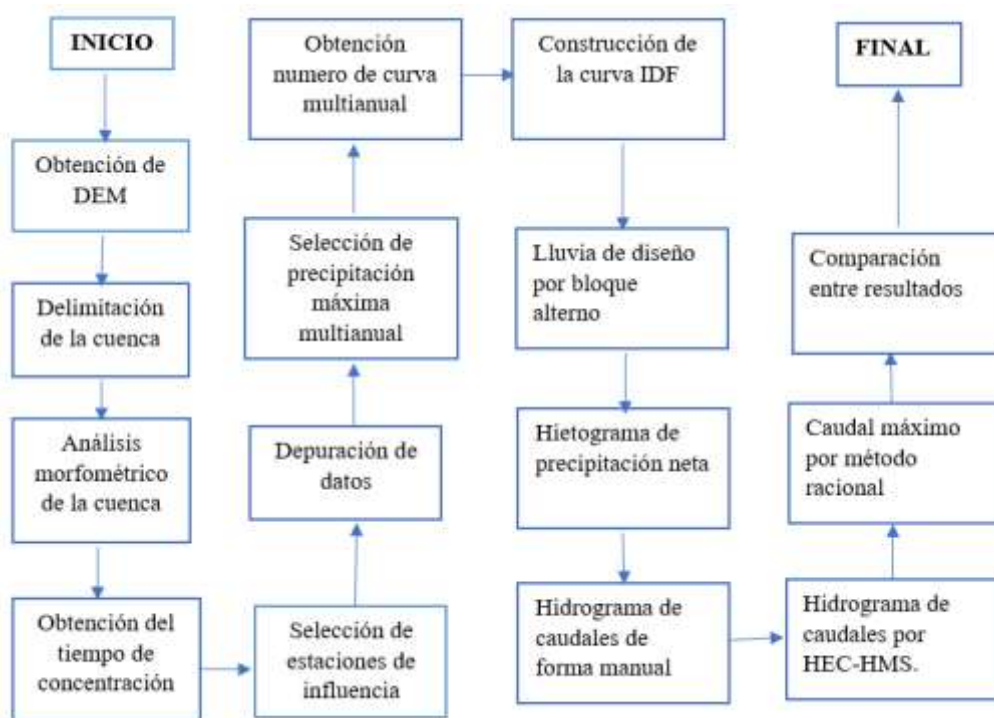 INICIO
Obtención de
DEM
Delimitación
de la cuenca
Análisis
morfométrico
de la cuenca
Obtención del
tiempo de
concentración
Selección de
estaciones de
influencia
Depuración de
datos
Selección de
precipitación
máxima
multianual
Obtención
numero de curva
multianual
Construcción de
la curva IDF
Lluvia de diseño
por bloque
alterno
Hietograma de
precipitación neta
Hidrograma de
caudales de
forma manual
Hidrograma de
caudales por
HEC-HMS.
Caudal máximo
por método
racional
Comparación
entre resultados
FINAL